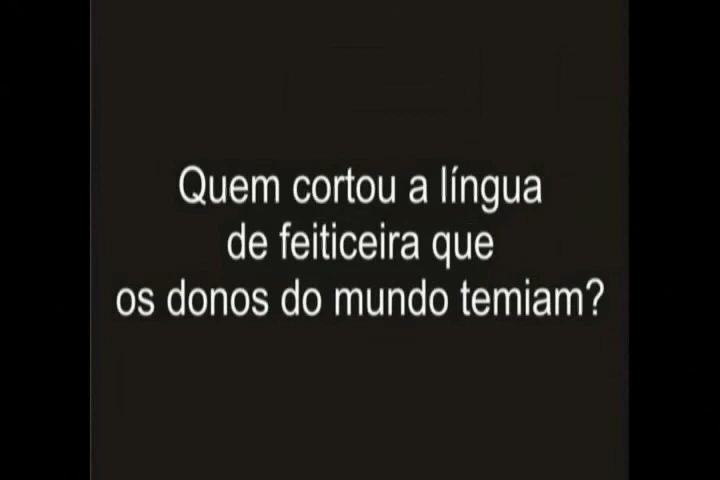 Quem cortou a língua
de feiticeira que
os donos do mundo temiam?